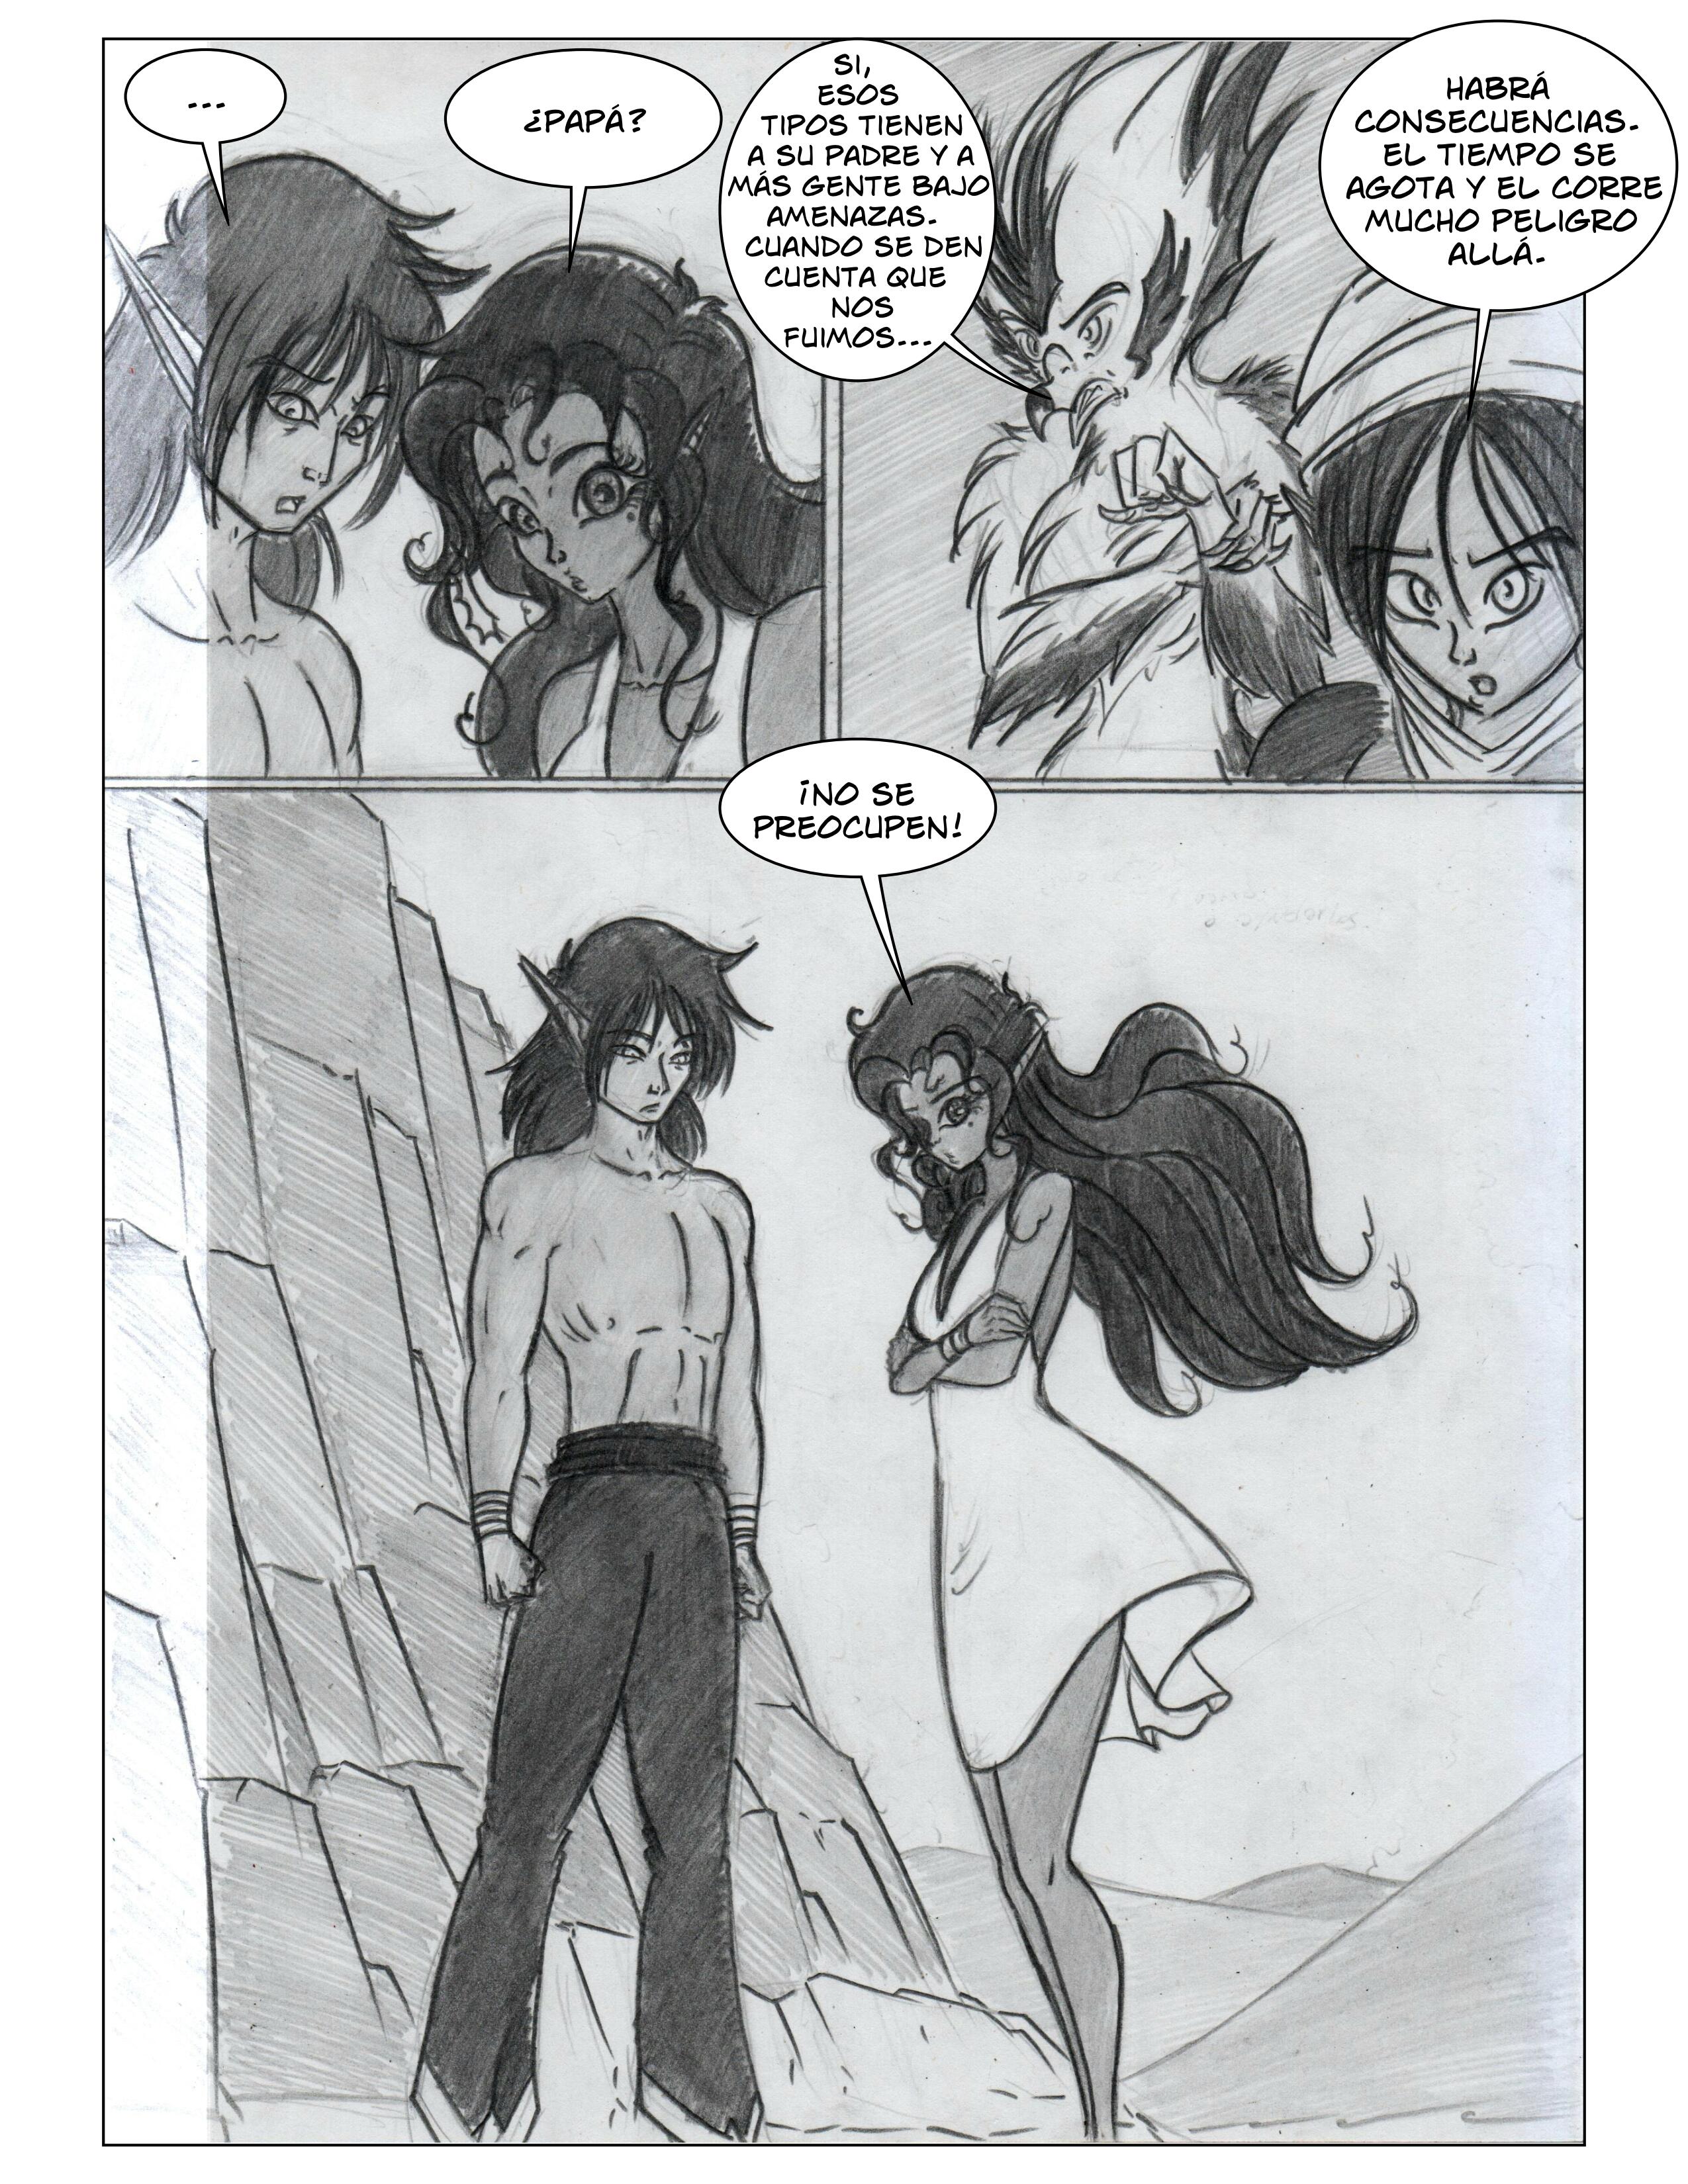 ...
¿PAPÁ?
SI,
ESOS
TIPOS TIENEN
A SU PADRE Y A
MÁS GENTE BAJO
AMENAZAS.
CUANDO SE DEN
CUENTA QUE
NOS
FUIMOS...
HABRÁ
CONSECUENCIAS.
EL TIEMPO SE
AGOTA Y EL CORRE
MUCHO PELIGRO
ALLÁ.
¡NO SE
PREOCUPEN!